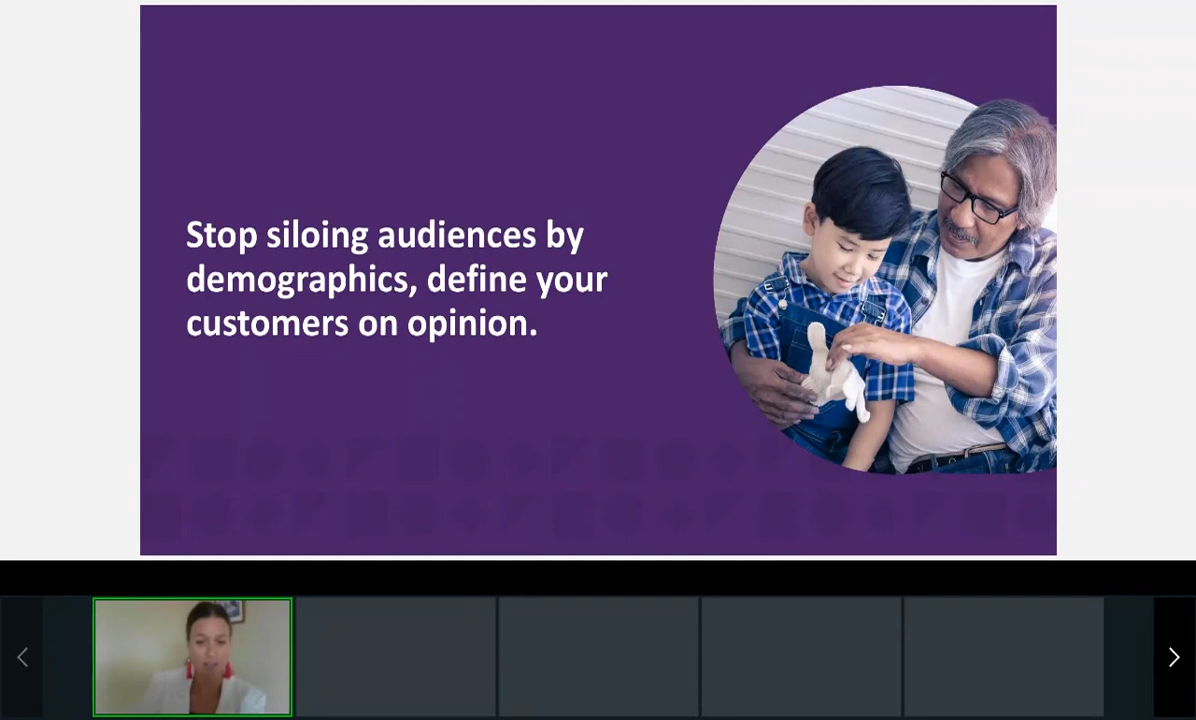 Stop siloing audiences by
demographics, define your
customers on opinion.